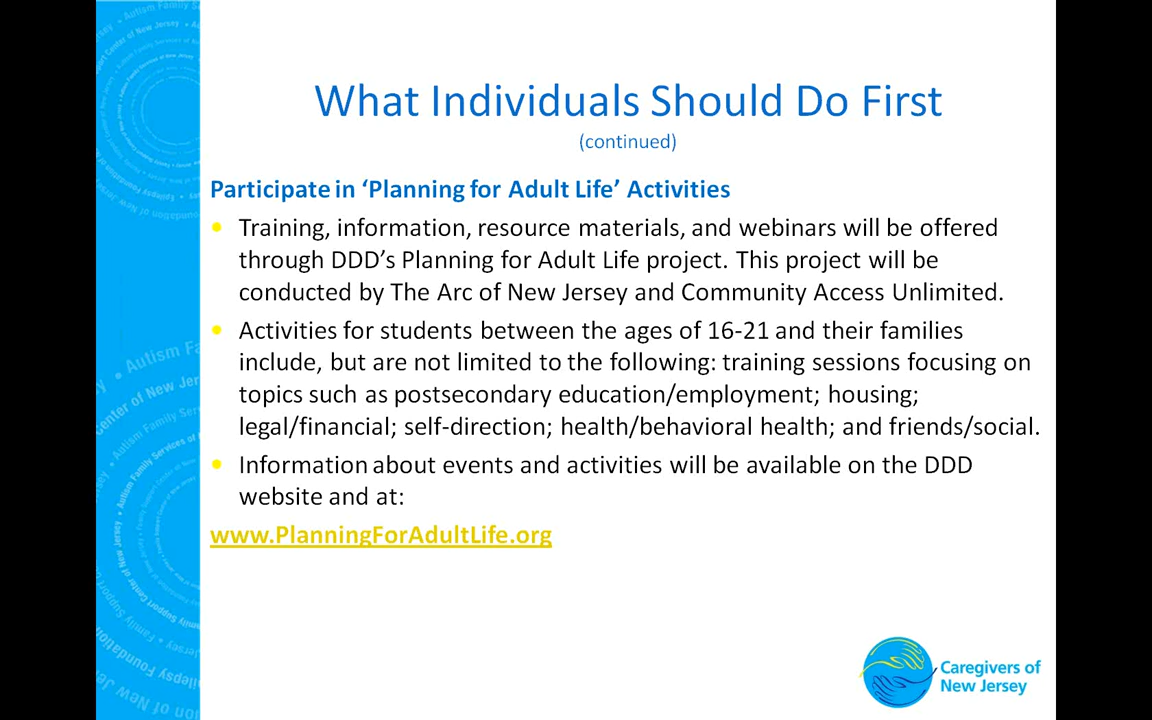 What Individuals Should Do First
(continued)
Participate in ‘Planning for Adult Life’ Activities
• Training, information, resource materials, and webinars will be offered
through DDD’s Planning for Adult Life project. This project will be
conducted by The Arc of New Jersey and Community Access Unlimited.
• Activities for students between the ages of 16-21 and their families
include, but are not limited to the following: training sessions focusing on
topics such as postsecondary education/employment; housing;
legal/financial; self-direction; health/behavioral health; and friends/social.
• Information about events and activities will be available on the DDD
website and at:
www.PlanningForAdultLife.org
Caregivers of
New Jersey